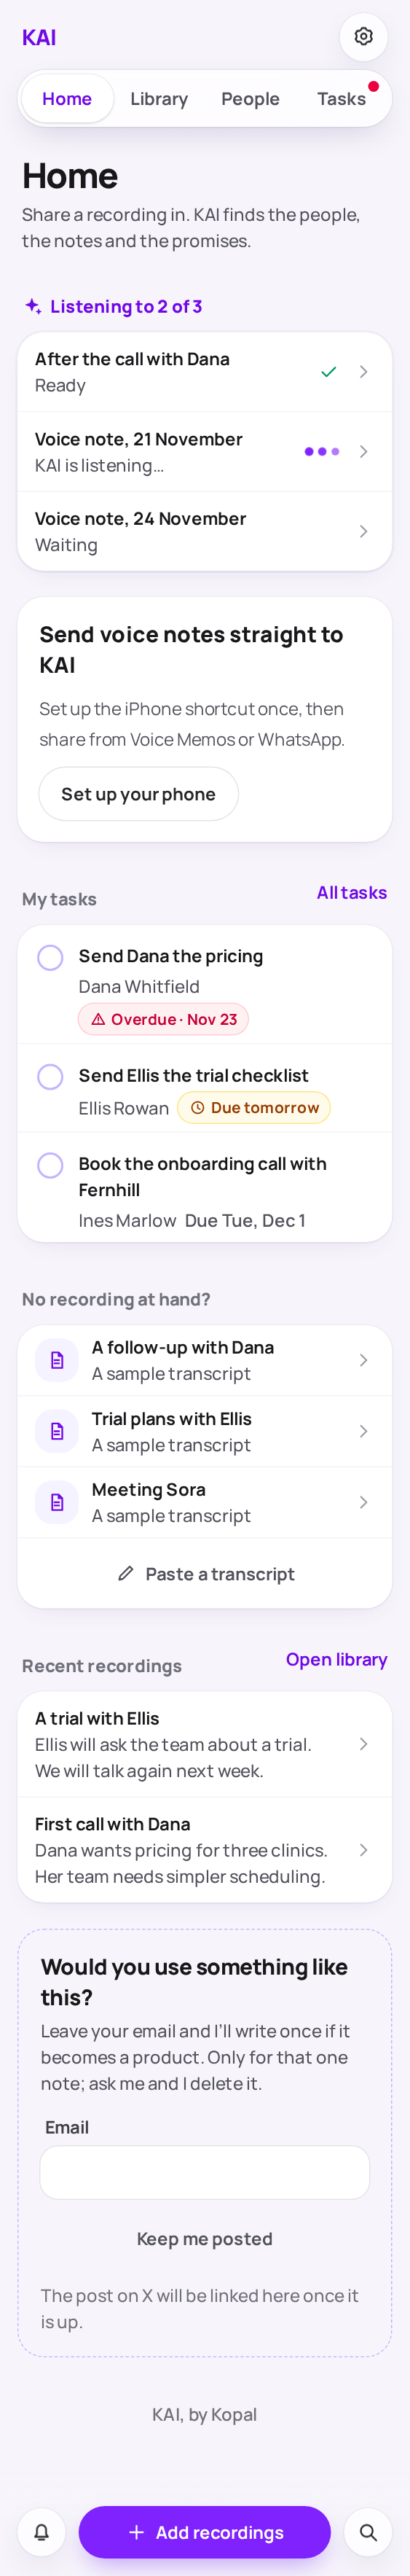 KAI
Home
Library
People
Tasks
Home
Share a recording in. KAI finds the people,
the notes and the promises.
Listening to 2 of 3
After the call with Dana
Ready
Voice note, 21 November
KAI is listening...
Voice note, 24 November
Waiting
Send voice notes straight to
KAI
Set up the iPhone shortcut once, then
share from Voice Memos or WhatsApp.
Set up your phone
My tasks
All tasks
Send Dana the pricing
Dana Whitfield
Overdue · Nov 23
Send Ellis the trial checklist
Ellis Rowan
Due tomorrow
Book the onboarding call with
Fernhill
Ines Marlow Due Tue, Dec 1
No recording at hand?
A follow-up with Dana
A sample transcript
Trial plans with Ellis
A sample transcript
Meeting Sora
A sample transcript
Paste a transcript
Recent recordings
Open library
A trial with Ellis
Ellis will ask the team about a trial.
We will talk again next week.
First call with Dana
Dana wants pricing for three clinics.
Her team needs simpler scheduling.
Would you use something like
this?
Leave your email and I'll write once if it
becomes a product. Only for that one
note; ask me and I delete it.
Email
Keep me posted
The post on X will be linked here once it
is up.
KAI, by Kopal
Add recordings